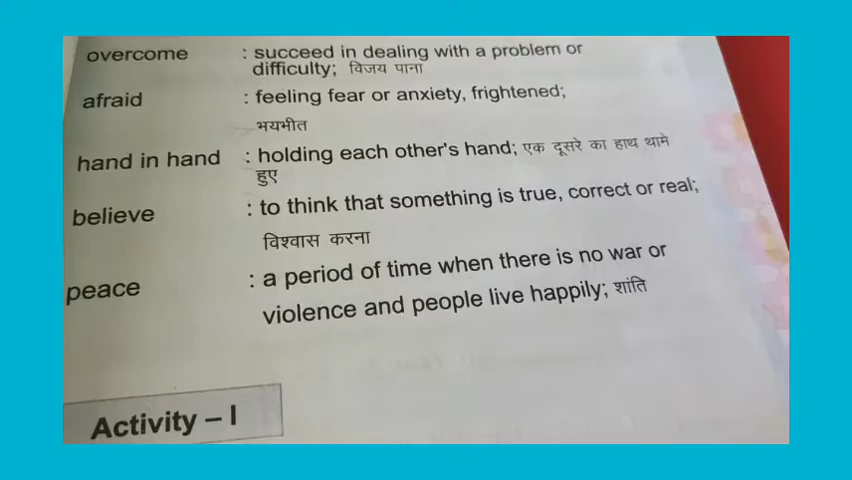 overcome : succeed in dealing with a problem or
difficulty; विजय पाना
afraid : feeling fear or anxiety, frightened;
भयभीत
hand in hand : holding each other's hand; एक दूसरे का हाथ थामे
हुए
believe : to think that something is true, correct or real;
विश्वास करना
peace : a period of time when there is no war or
violence and people live happily; शांति
Activity – I